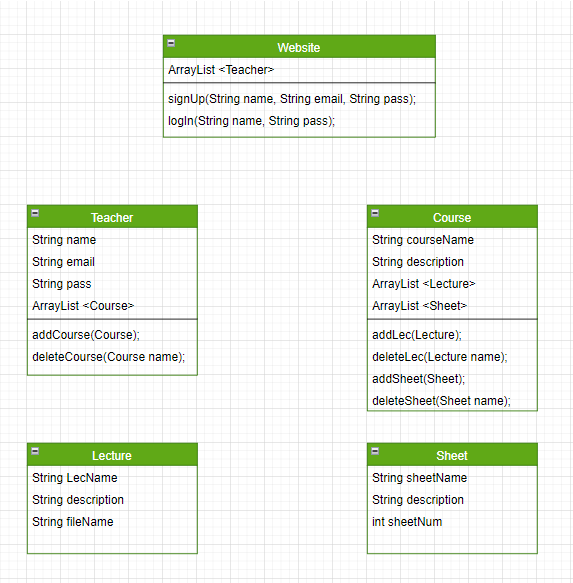 Website
ArrayList <Teacher>
signUp(String name, String email, String pass);
logIn(String name, String pass);
Teacher
String name
String email
String pass
ArrayList <Course>
addCourse(Course);
deleteCourse(Course name);
Course
String courseName
String description
ArrayList <Lecture>
ArrayList <Sheet>
addLec(Lecture);
deleteLec(Lecture name);
addSheet(Sheet);
deleteSheet(Sheet name);
Lecture
String LecName
String description
String fileName
Sheet
String sheetName
String description
int sheetNum